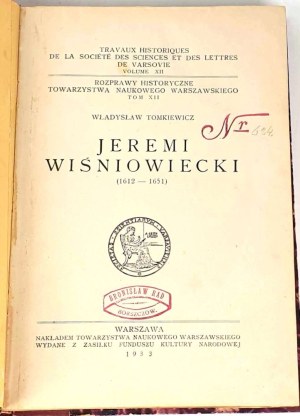 TRAVAUX HISTORIQUES
DE LA SOCIÉTÉ DES SCIENCES ET DES LETTRES
DE VARSOVIE
VOLUME XII
ROZPRAWY HISTORYCZNE
TOWARZYSTWA NAUKOWEGO WARSZAWSKIEGO
TOM XII
WŁADYSŁAW TOMKIEWICZ
Nr
JEREMI
WIŚNIOWIECKI
(1612 — 1651)
BRONISŁAW RAD
BORSZCZÓW
WARSZAWA
NAKŁADEM TOWARZYSTWA NAUKOWEGO WARSZAWSKIEGO
WYDANE Z ZASIŁKU FUNDUSZU KULTURY NARODOWEJ
1933